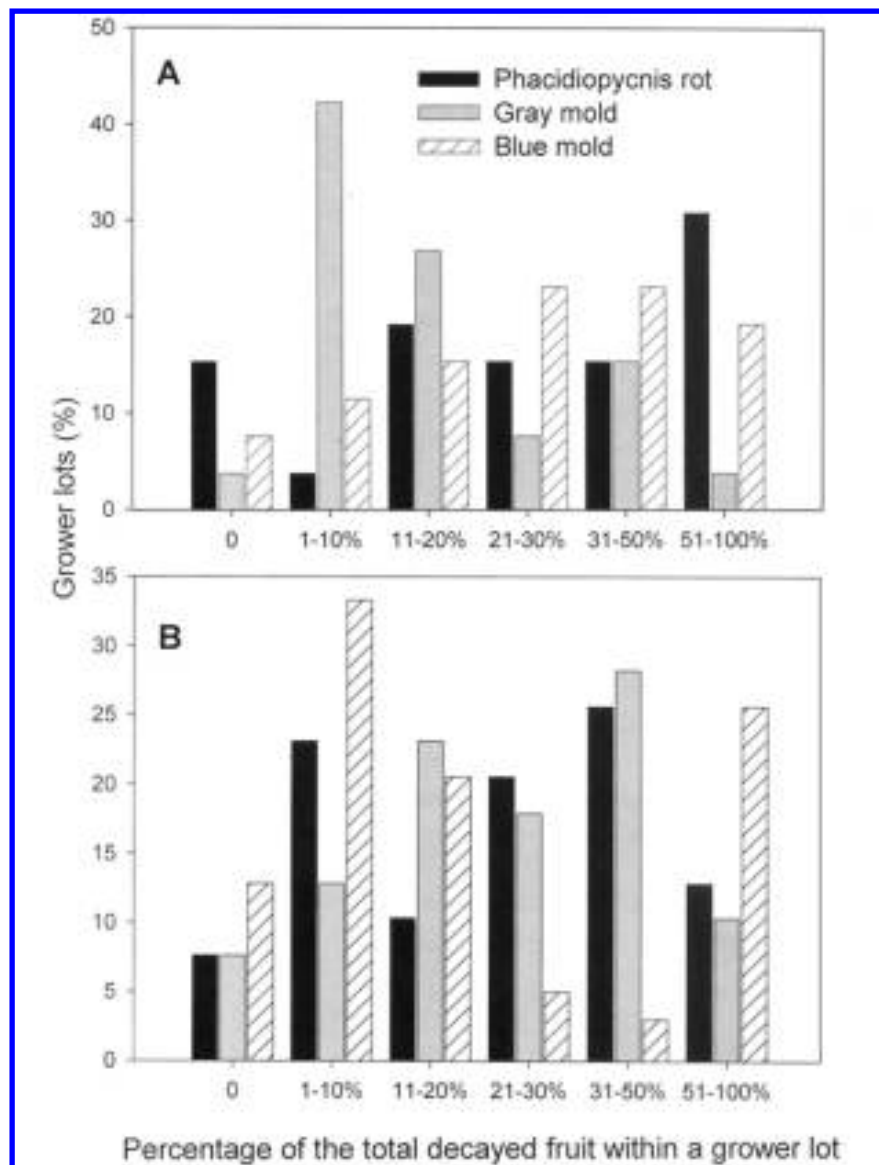 50
A
Phacidiopycnis rot
Gray mold
Blue mold
40
30
20
10
0
0 1-10% 11-20% 21-30% 31-50% 51-100%
Grower lots (%)
35
B
30
25
20
15
10
5
0
0 1-10% 11-20% 21-30% 31-50% 51-100%
Percentage of the total decayed fruit within a grower lot